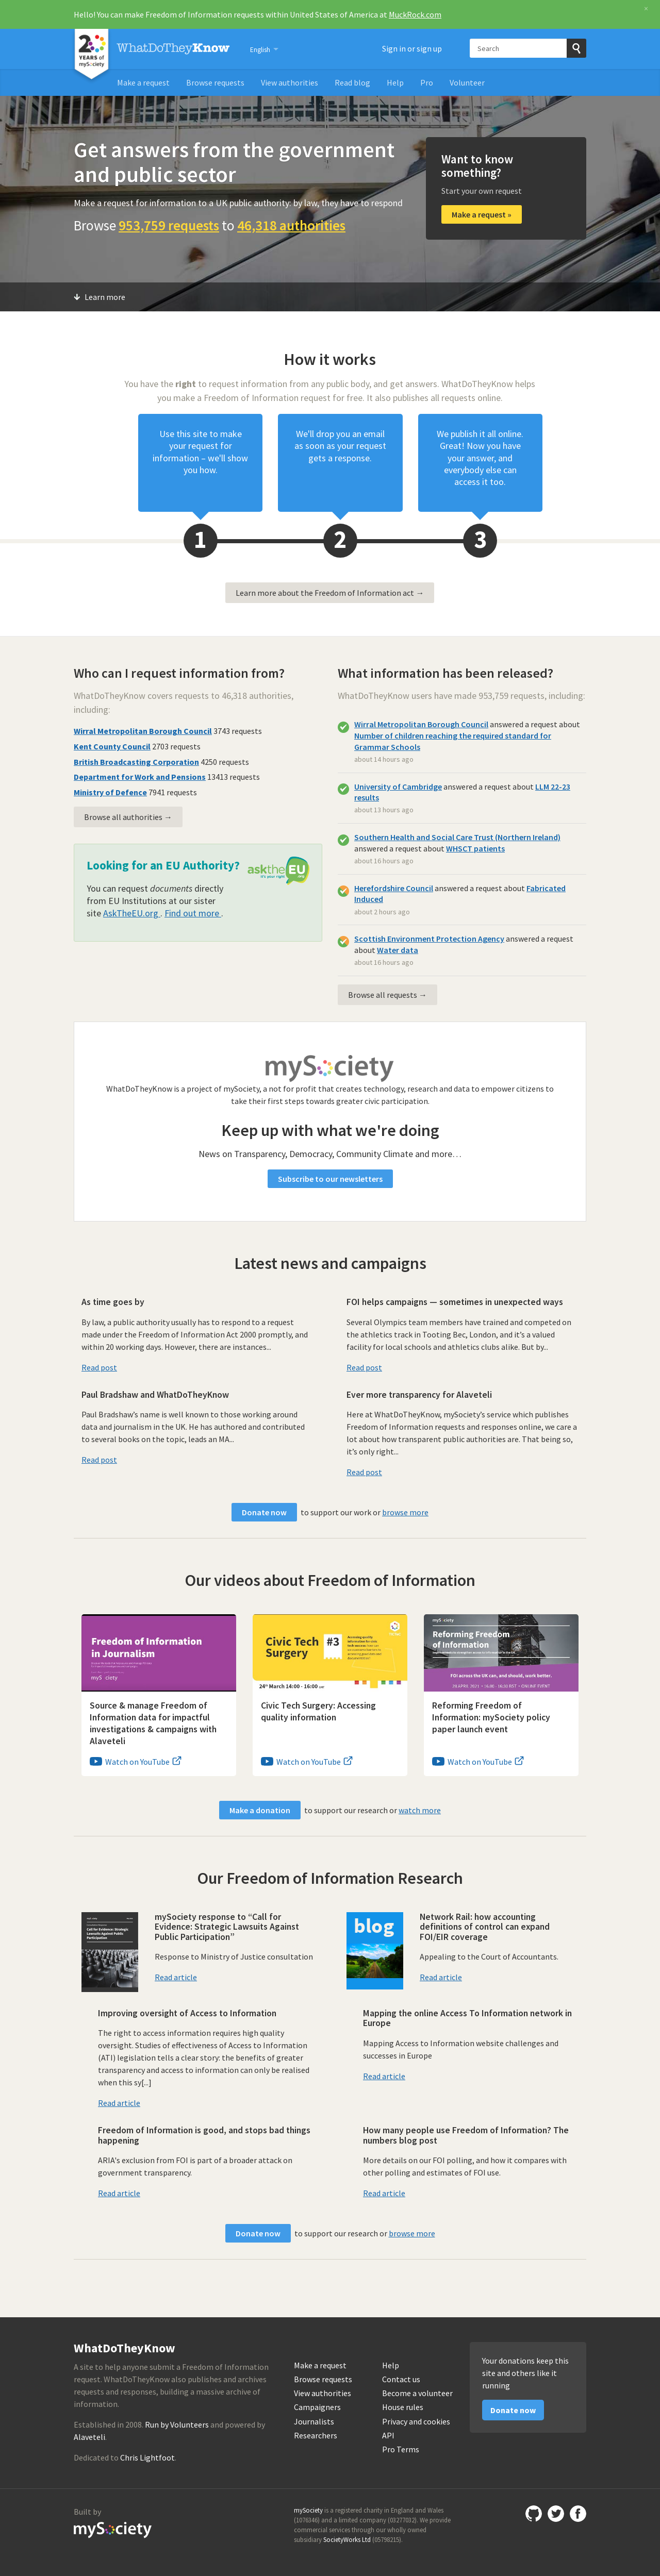 Hello! You can make Freedom of Information requests within United States of America at MuckRock.com
×
20
YEARS of
mySociety
WhatDoTheyKnow
English
Sign in or sign up
Search
Make a request
Browse requests
View authorities
Read blog
Help
Pro
Volunteer
Get answers from the government
and public sector
Make a request for information to a UK public authority: by law, they have to respond
Browse 953,759 requests to 46,318 authorities
Want to know
something?
Start your own request
Make a request »
Learn more
How it works
You have the right to request information from any public body, and get answers. WhatDoTheyKnow helps
you make a Freedom of Information request for free. It also publishes all requests online.
Use this site to make
your request for
information – we'll show
you how.
We'll drop you an email
as soon as your request
gets a response.
We publish it all online.
Great! Now you have
your answer, and
everybody else can
access it too.
1
2
3
Learn more about the Freedom of Information act →
Who can I request information from?
WhatDoTheyKnow covers requests to 46,318 authorities,
including:
Wirral Metropolitan Borough Council 3743 requests
Kent County Council 2703 requests
British Broadcasting Corporation 4250 requests
Department for Work and Pensions 13413 requests
Ministry of Defence 7941 requests
Browse all authorities →
Looking for an EU Authority?
asktheEU
it's your right
You can request documents directly
from EU Institutions at our sister
site AskTheEU.org . Find out more .
What information has been released?
WhatDoTheyKnow users have made 953,759 requests, including:
Wirral Metropolitan Borough Council answered a request about
Number of children reaching the required standard for
Grammar Schools
about 14 hours ago
University of Cambridge answered a request about LLM 22-23
results
about 13 hours ago
Southern Health and Social Care Trust (Northern Ireland)
answered a request about WHSCT patients
about 16 hours ago
Herefordshire Council answered a request about Fabricated
Induced
about 2 hours ago
Scottish Environment Protection Agency answered a request
about Water data
about 16 hours ago
Browse all requests →
mySociety
WhatDoTheyKnow is a project of mySociety, a not for profit that creates technology, research and data to empower citizens to
take their first steps towards greater civic participation.
Keep up with what we're doing
News on Transparency, Democracy, Community Climate and more…
Subscribe to our newsletters
Latest news and campaigns
As time goes by
By law, a public authority usually has to respond to a request
made under the Freedom of Information Act 2000 promptly, and
within 20 working days. However, there are instances...
Read post
FOI helps campaigns — sometimes in unexpected ways
Several Olympics team members have trained and competed on
the athletics track in Tooting Bec, London, and it's a valued
facility for local schools and athletics clubs alike. But by...
Read post
Paul Bradshaw and WhatDoTheyKnow
Paul Bradshaw's name is well known to those working around
data and journalism in the UK. He has authored and contributed
to several books on the topic, leads an MA...
Read post
Ever more transparency for Alaveteli
Here at WhatDoTheyKnow, mySociety's service which publishes
Freedom of Information requests and responses online, we care a
lot about how transparent public authorities are. That being so,
it's only right...
Read post
Donate now to support our work or browse more
Our videos about Freedom of Information
Freedom of Information
in Journalism
mySociety
Source & manage Freedom of
Information data for impactful
investigations & campaigns with
Alaveteli
Watch on YouTube
Civic Tech
Surgery
#3
24th March 14:00 - 16:00 GMT
Civic Tech Surgery: Accessing
quality information
Watch on YouTube
mySociety
Reforming Freedom
of Information
FOI across the UK can, and should, work better.
Reforming Freedom of
Information: mySociety policy
paper launch event
Watch on YouTube
Make a donation to support our research or watch more
Our Freedom of Information Research
mySociety response to “Call for
Evidence: Strategic Lawsuits Against
Public Participation”
Response to Ministry of Justice consultation
Read article
blog
Network Rail: how accounting
definitions of control can expand
FOI/EIR coverage
Appealing to the Court of Accountants.
Read article
Improving oversight of Access to Information
The right to access information requires high quality
oversight. Studies of effectiveness of Access to Information
(ATI) legislation tells a clear story: the benefits of greater
transparency and access to information can only be realised
when this sy[...]
Read article
Mapping the online Access To Information network in
Europe
Mapping Access to Information website challenges and
successes in Europe
Read article
Freedom of Information is good, and stops bad things
happening
ARIA's exclusion from FOI is part of a broader attack on
government transparency.
Read article
How many people use Freedom of Information? The
numbers blog post
More details on our FOI polling, and how it compares with
other polling and estimates of FOI use.
Read article
Donate now to support our research or browse more
WhatDoTheyKnow
A site to help anyone submit a Freedom of Information
request. WhatDoTheyKnow also publishes and archives
requests and responses, building a massive archive of
information.
Established in 2008. Run by Volunteers and powered by
Alaveteli.
Dedicated to Chris Lightfoot.
Make a request
Browse requests
View authorities
Campaigners
Journalists
Researchers
Help
Contact us
Become a volunteer
House rules
Privacy and cookies
API
Pro Terms
Your donations keep this
site and others like it
running
Donate now
Built by
mySociety
mySociety is a registered charity in England and Wales
(1076346) and a limited company (03277032). We provide
commercial services through our wholly owned
subsidiary SocietyWorks Ltd (05798215).